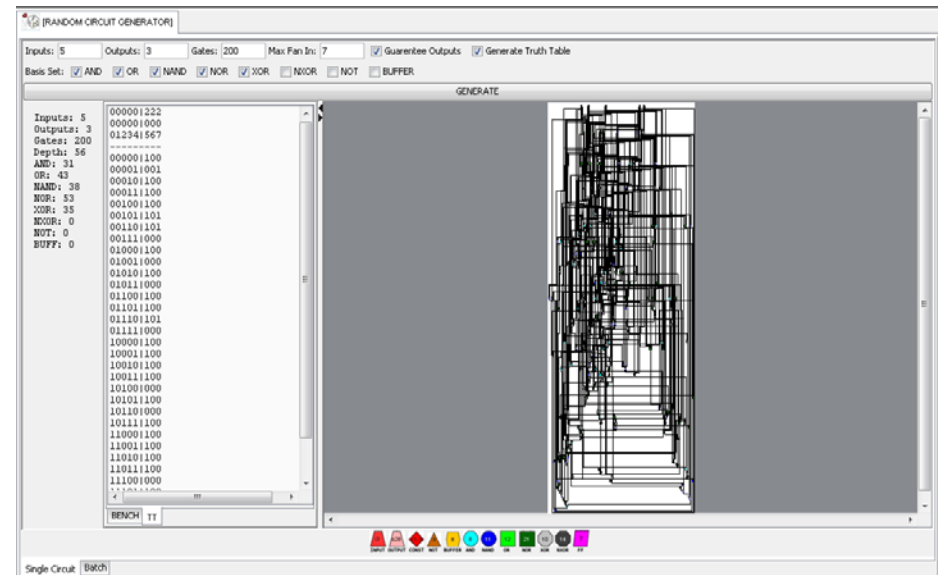 [RANDOM CIRCUIT GENERATOR]
Inputs: 5 Outputs: 3 Gates: 200 Max Fan In: 7 Guarentee Outputs Generate Truth Table
Basis Set: AND OR NAND NOR XOR NXOR NOT BUFFER
GENERATE
Inputs: 5
Outputs: 3
Gates: 200
Depth: 56
AND: 31
OR: 43
NAND: 38
NOR: 53
XOR: 35
NXOR: 0
NOT: 0
BUFF: 0
00000|222
00000|000
01234|567
---------
00000|100
00001|001
00010|100
00011|100
00100|100
00101|101
00110|101
00111|000
01000|100
01001|000
01010|100
01011|000
01100|100
01101|100
01110|101
01111|000
10000|100
10001|100
10010|100
10011|100
10100|000
10101|100
10110|000
10111|100
11000|100
11001|100
11010|100
11011|100
11100|000
11101|100
BENCH TT
INPUT OUTPUT CONST NOT BUFFER AND NAND OR NOR XOR NXOR FF
Single Circuit Batch